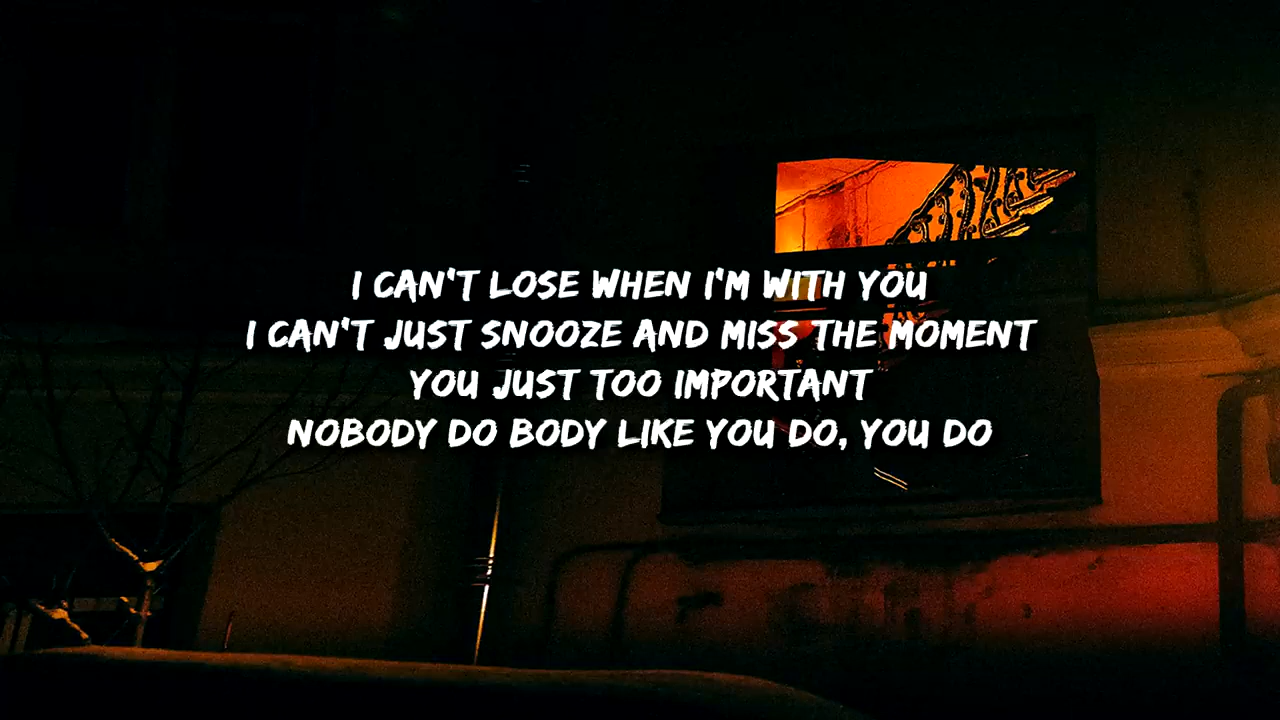 I CAN'T LOSE WHEN I'M WITH YOU
I CAN'T JUST SNOOZE AND MISS THE MOMENT
YOU JUST TOO IMPORTANT
NOBODY DO BODY LIKE YOU DO, YOU DO